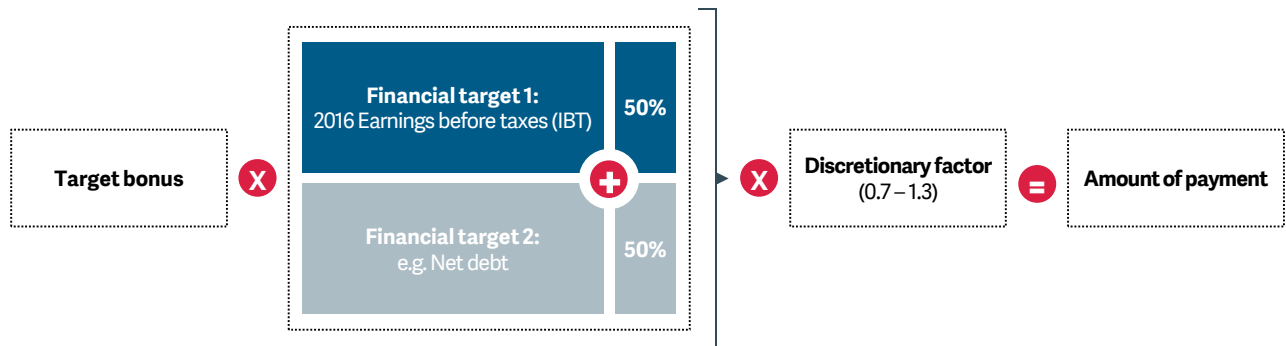 Target bonus
X
Financial target 1:
2016 Earnings before taxes (IBT)
50%
+
Financial target 2:
e.g. Net debt
50%
X
Discretionary factor
(0.7 – 1.3)
=
Amount of payment